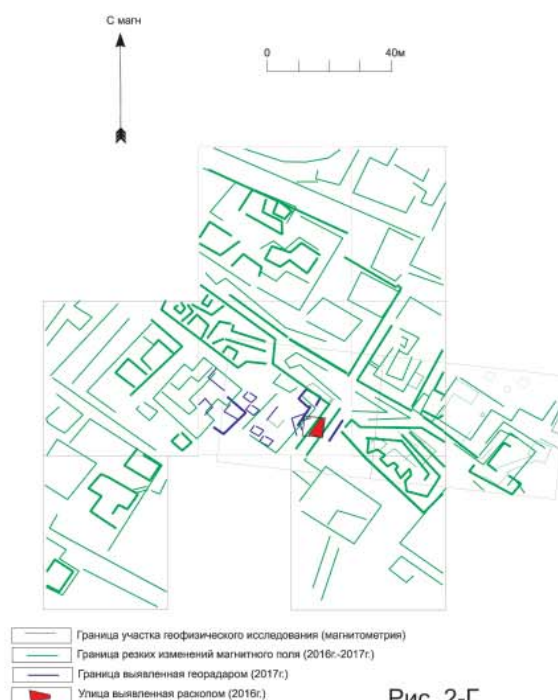 С магн
0 40м
Граница участка геофизического исследования (магнитометрия)
Граница резких изменений магнитного поля (2016г.-2017г.)
Граница выявленная георадаром (2017г.)
Улица выявленная раскопом (2016г.)
Рис. 2-Г